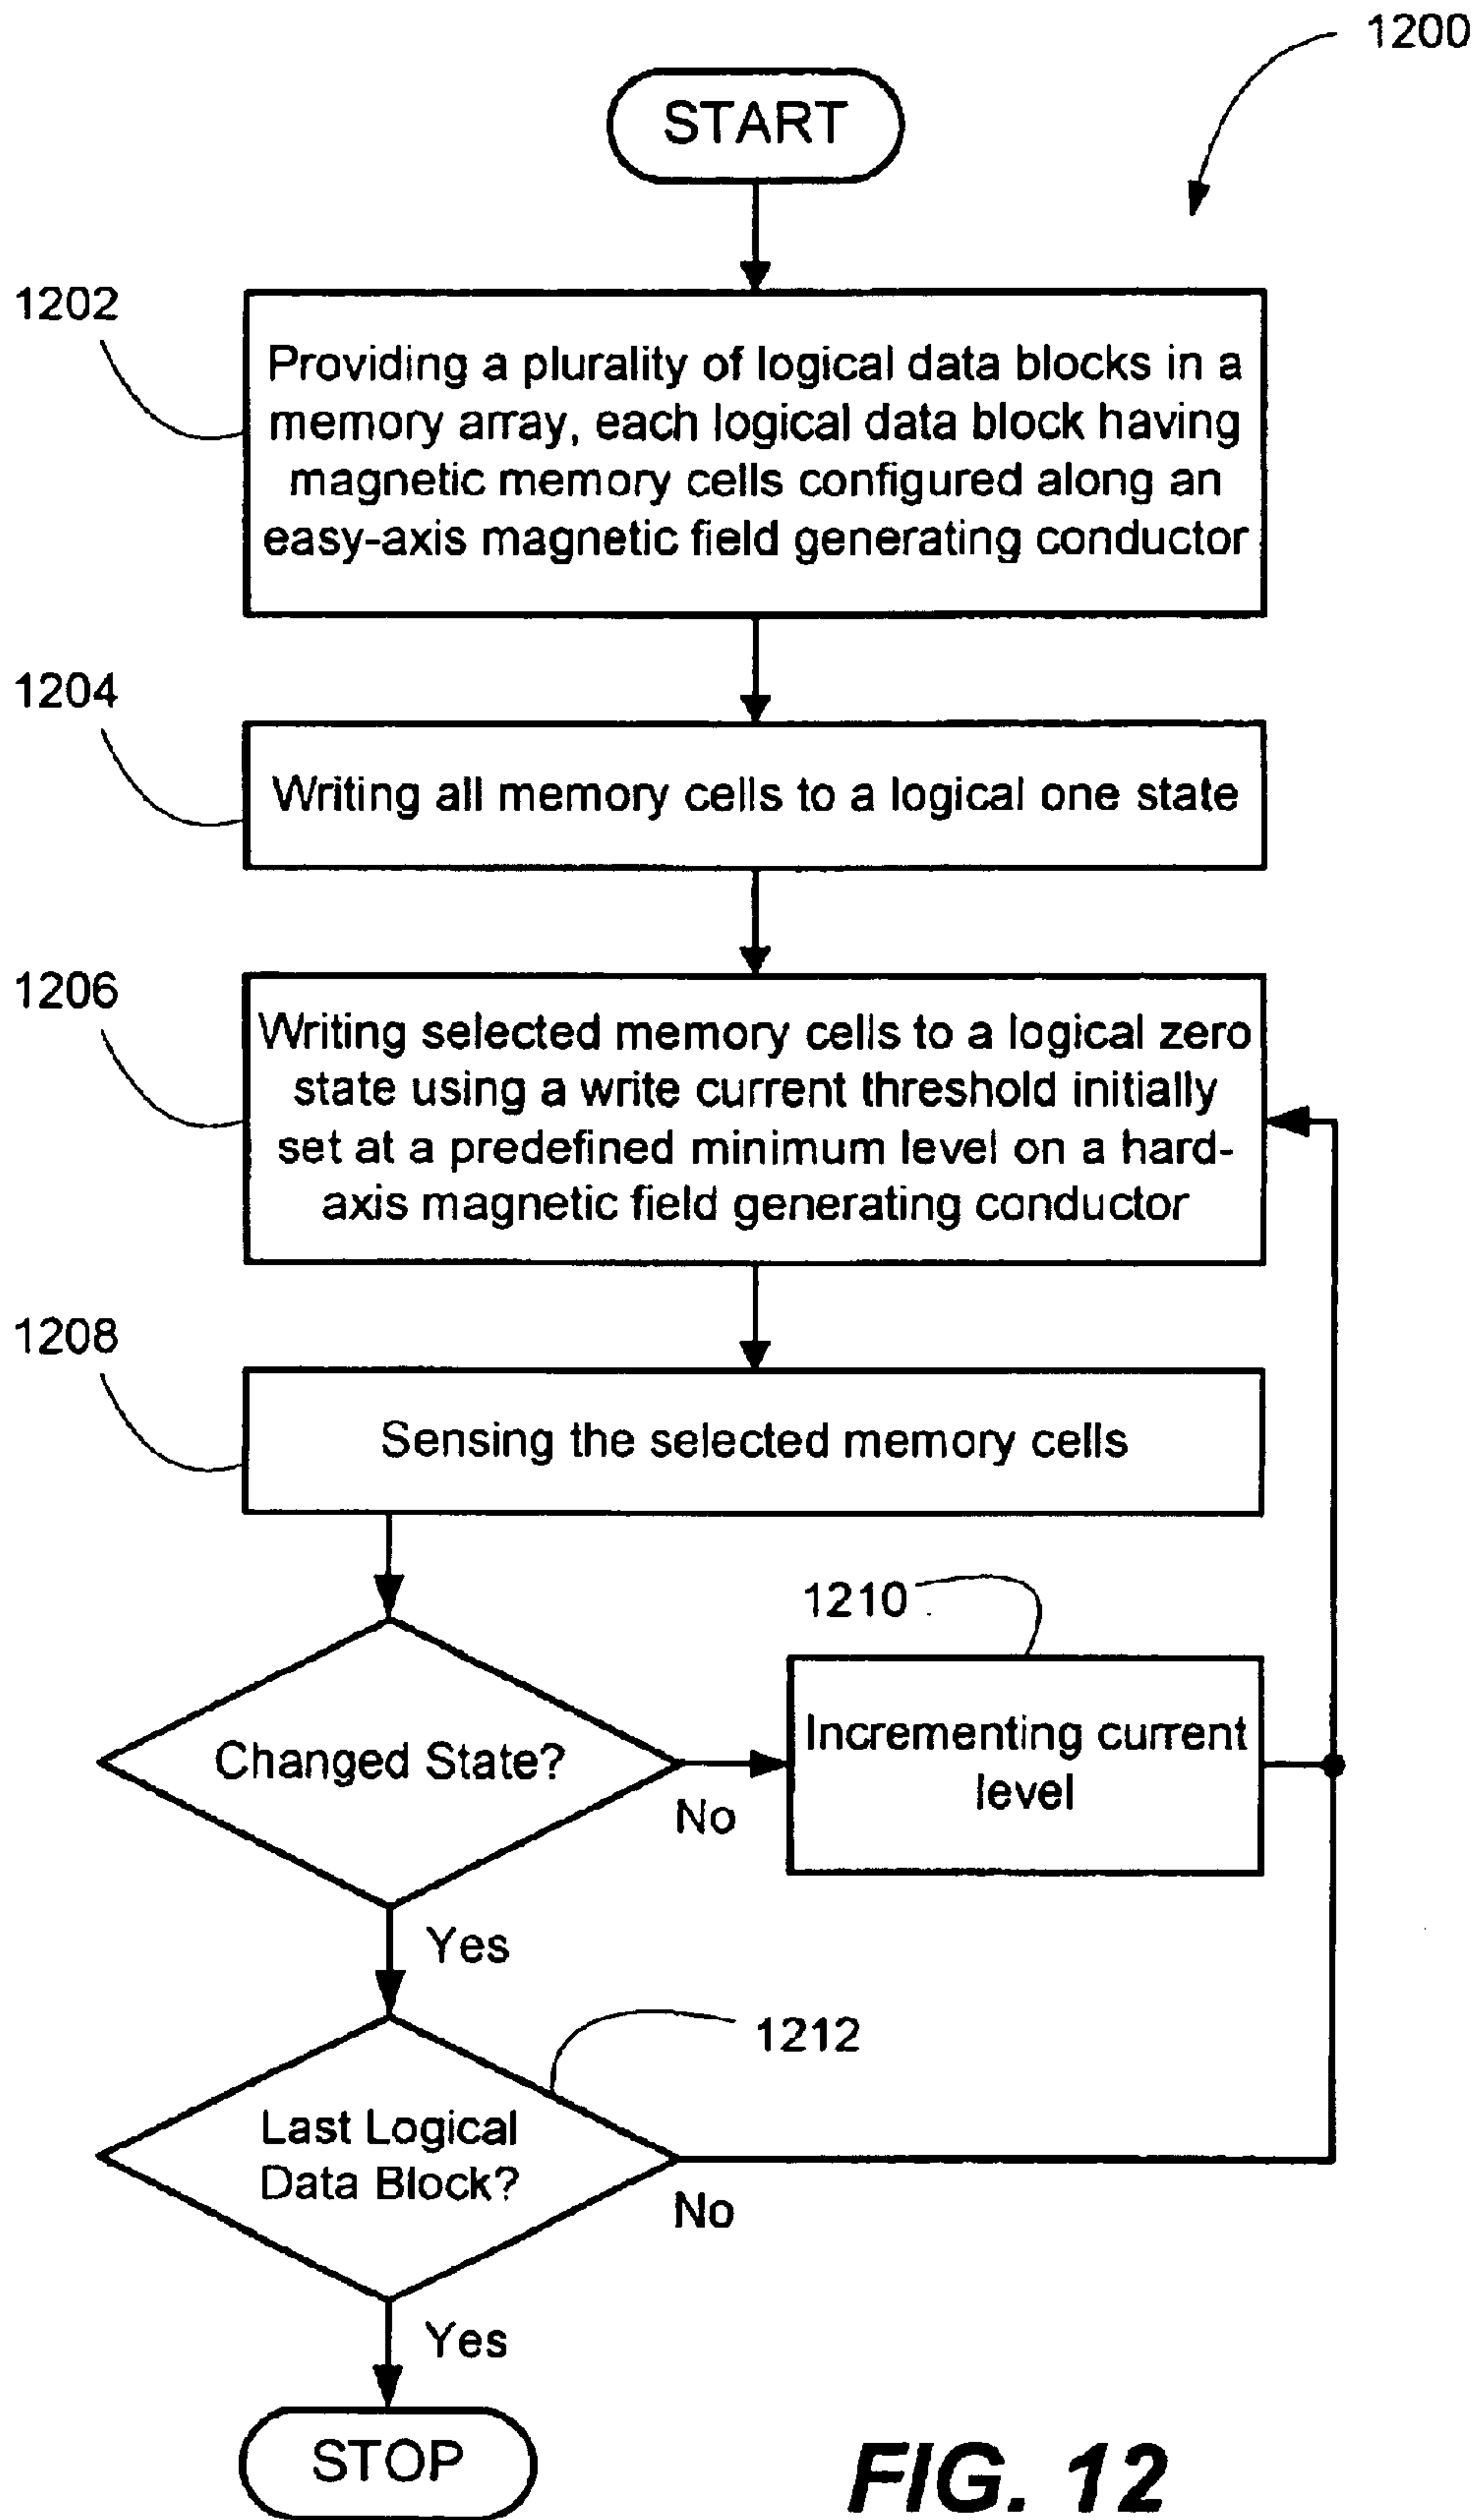 1200
START
1202
Providing a plurality of logical data blocks in a
memory array, each logical data block having
magnetic memory cells configured along an
easy-axis magnetic field generating conductor
1204
Writing all memory cells to a logical one state
1206
Writing selected memory cells to a logical zero
state using a write current threshold initially
set at a predefined minimum level on a hard-
axis magnetic field generating conductor
1208
Sensing the selected memory cells
1210
Changed State?
No
Incrementing current
level
Yes
1212
Last Logical
Data Block?
No
Yes
STOP
FIG. 12